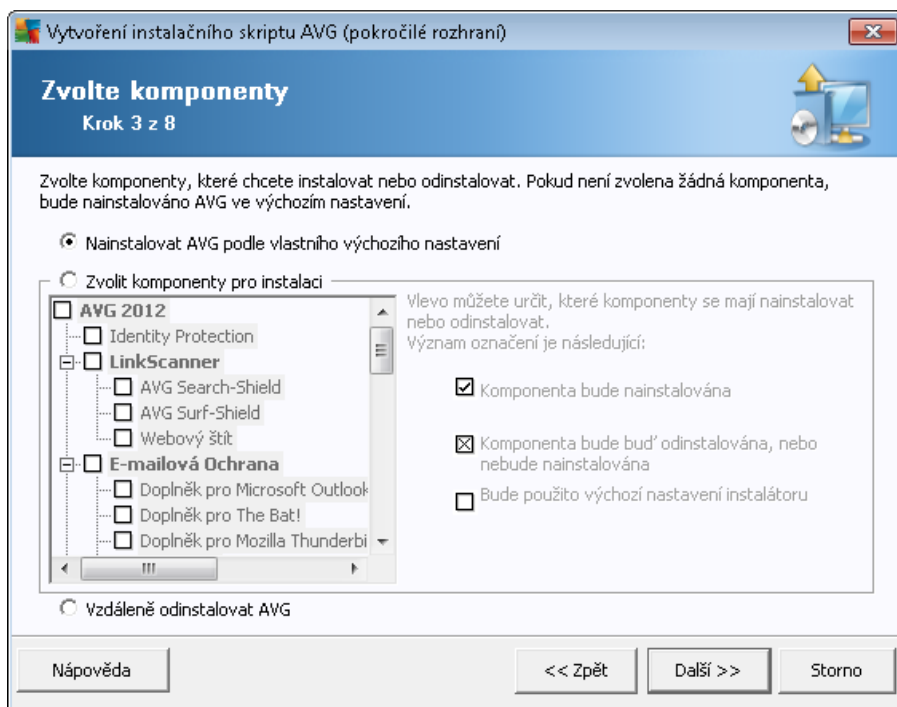 Vytvoření instalačního skriptu AVG (pokročilé rozhraní)
Zvolte komponenty
Krok 3 z 8
Zvolte komponenty, které chcete instalovat nebo odinstalovat. Pokud není zvolena žádná komponenta,
bude nainstalováno AVG ve výchozím nastavení.
Nainstalovat AVG podle vlastního výchozího nastavení
Zvolit komponenty pro instalaci
AVG 2012
Identity Protection
LinkScanner
AVG Search-Shield
AVG Surf-Shield
Webový štít
E-mailová Ochrana
Doplněk pro Microsoft Outlook
Doplněk pro The Bat!
Doplněk pro Mozilla Thunderbi
Vlevo můžete určit, které komponenty se mají nainstalovat
nebo odinstalovat.
Význam označení je následující:
Komponenta bude nainstalována
Komponenta bude buď odinstalována, nebo
nebude nainstalována
Bude použito výchozí nastavení instalátoru
Vzdáleně odinstalovat AVG
Nápověda
<< Zpět
Další >>
Storno